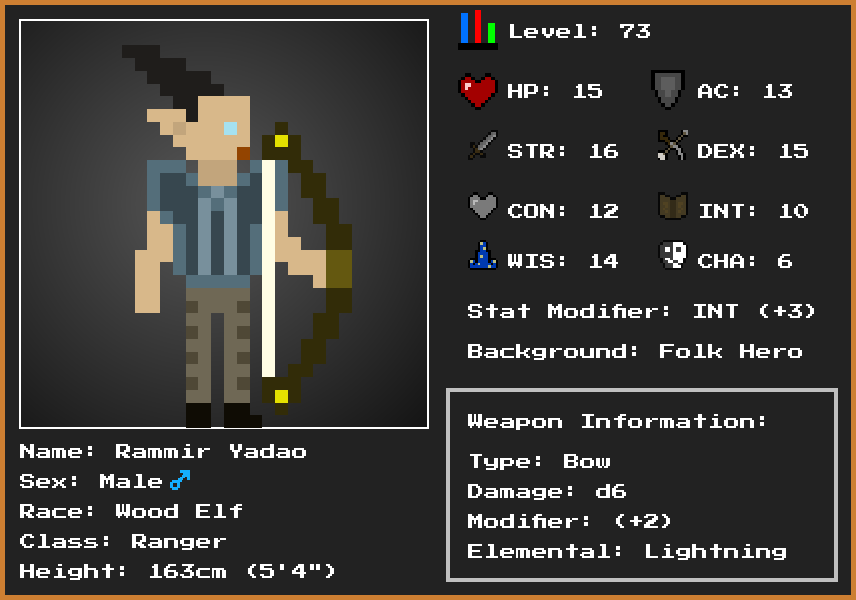 Level: 73
HP: 15
AC: 13
STR: 16
DEX: 15
CON: 12
INT: 10
WIS: 14
CHA: 6
Stat Modifier: INT (+3)
Background: Folk Hero
Weapon Information:
Type: Bow
Damage: d6
Modifier: (+2)
Elemental: Lightning
Name: Rammir Yadao
Sex: Male♂
Race: Wood Elf
Class: Ranger
Height: 163cm (5'4")